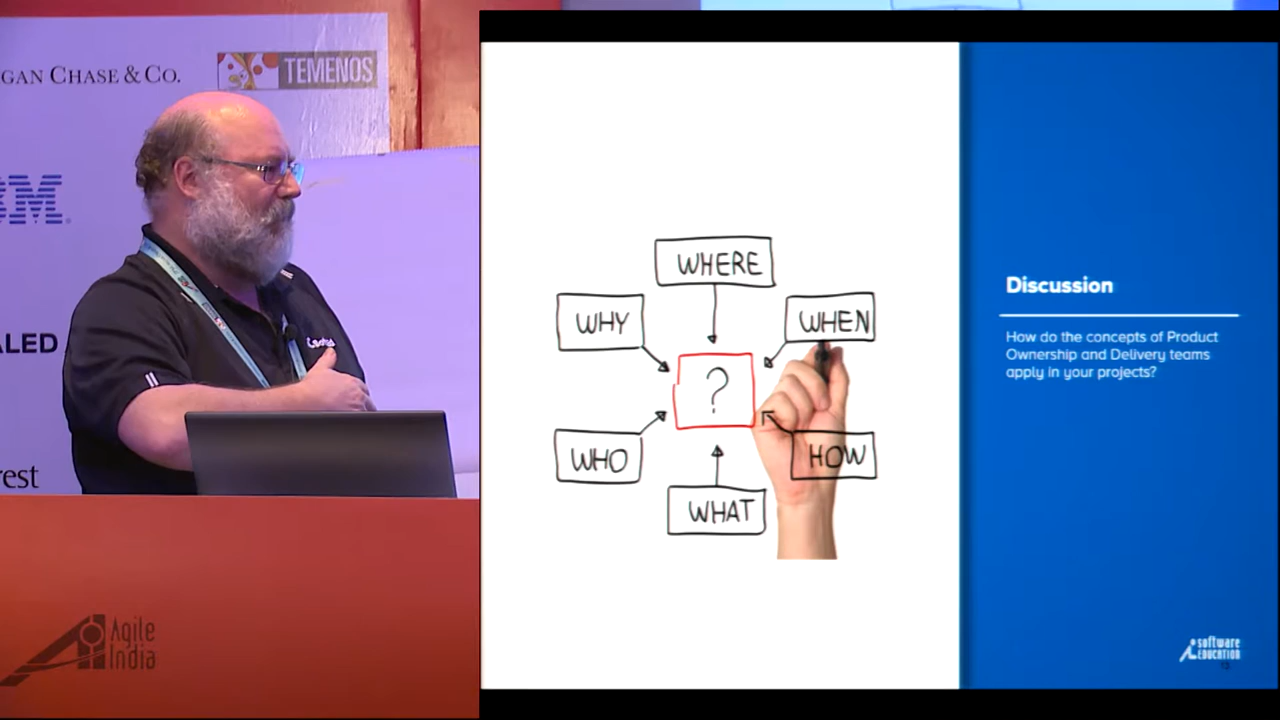 GAN CHASE & CO.
TEMENOS
BM
ALED
rest
Agile
India
WHERE
WHY
WHEN
?
WHO
HOW
WHAT
Discussion
How do the concepts of Product
Ownership and Delivery teams
apply in your projects?
software
EDUCATION